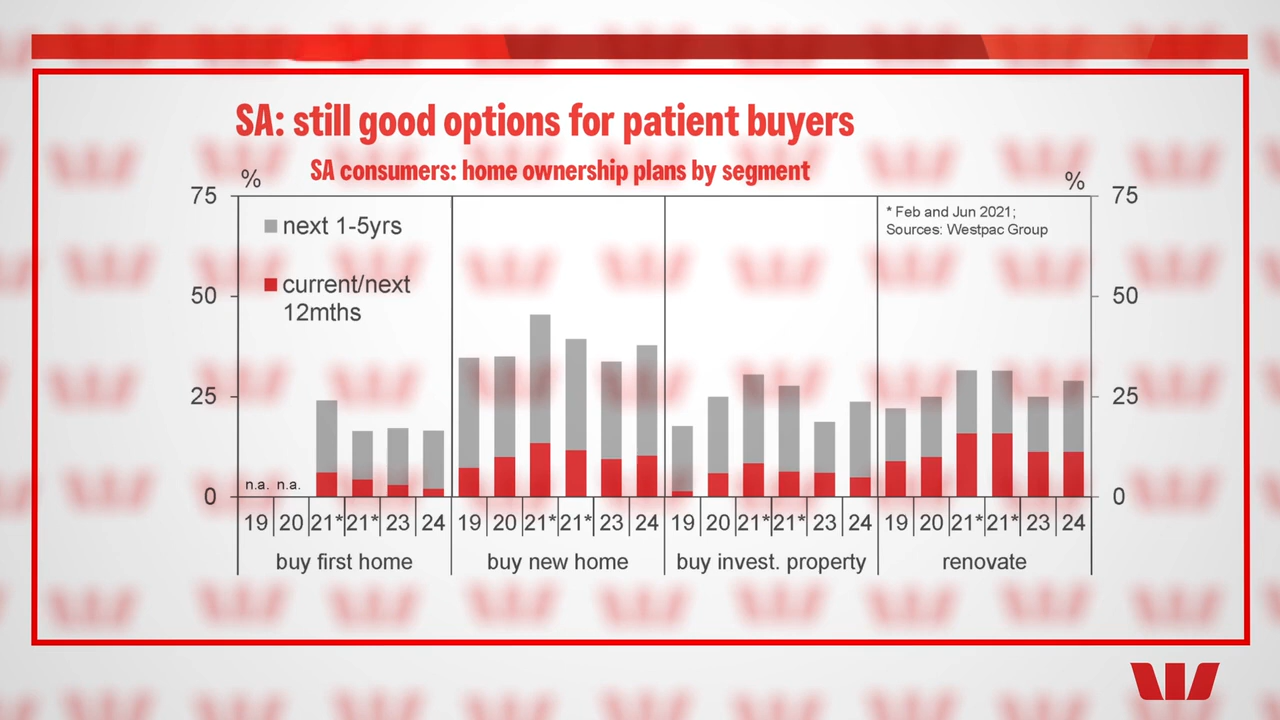 SA: still good options for patient buyers
SA consumers: home ownership plans by segment
% %
75 75
* Feb and Jun 2021;
Sources: Westpac Group
next 1-5yrs
current/next
12mths
50 50
25 25
n.a. n.a.
0 0
19 20 21* 21* 23 24 19 20 21* 21* 23 24 19 20 21* 21* 23 24 19 20 21* 21* 23 24
buy first home buy new home buy invest. property renovate